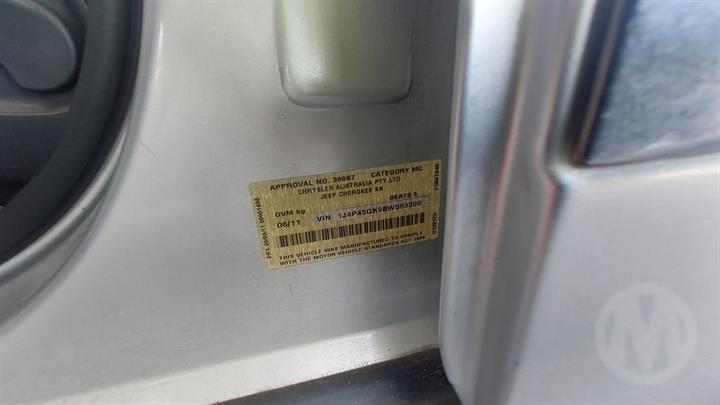 APPROVAL NO. 39067 CATEGORY MC
CHRYSLER AUSTRALIA PTY LTD
JEEP CHEROKEE KK
SEATS 5
GVM kg
06/11 VIN 1J4P45GK9BW563209
THIS VEHICLE WAS MANUFACTURED TO COMPLY
WITH THE MOTOR VEHICLE STANDARDS ACT 1989
M